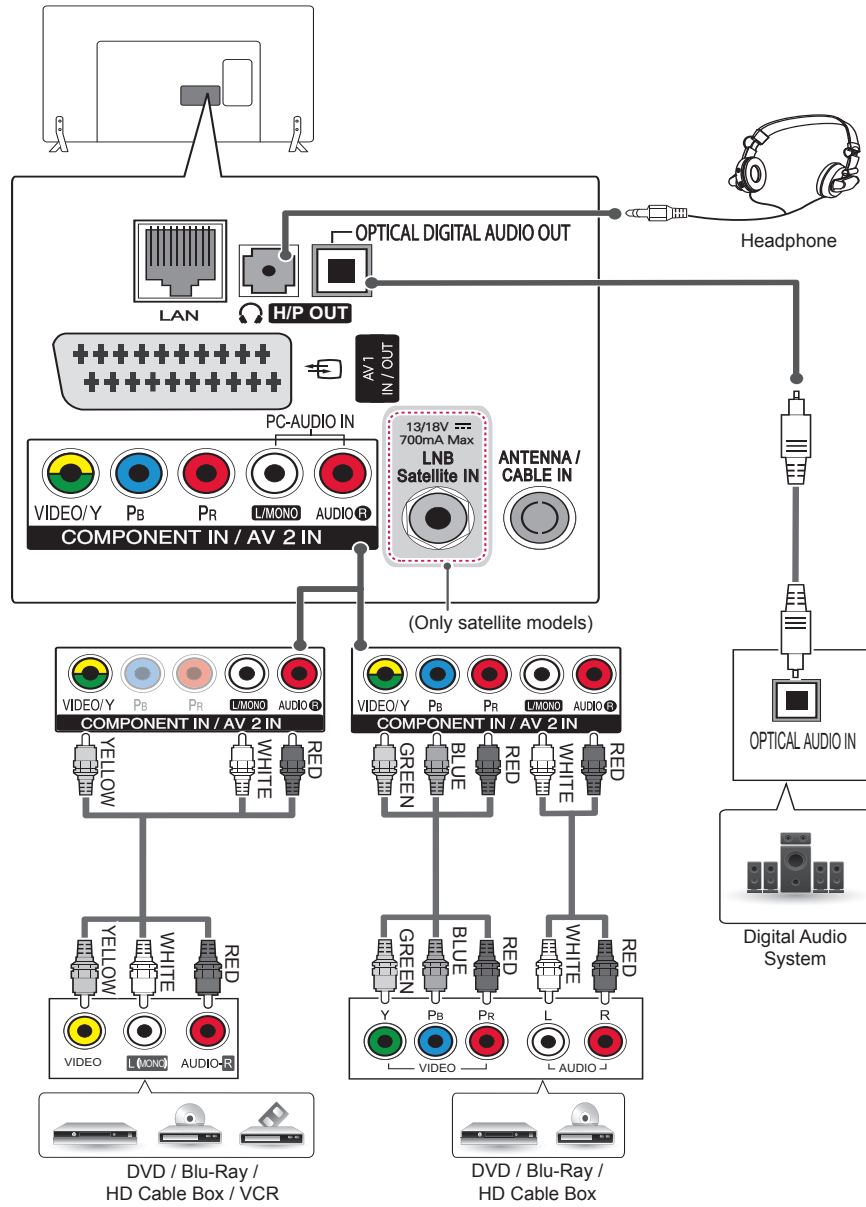 OPTICAL DIGITAL AUDIO OUT
Headphone
LAN
H/P OUT
AV 1
IN / OUT
PC-AUDIO IN
13/18V
700mA Max
LNB
Satellite IN
ANTENNA /
CABLE IN
VIDEO/Y PB PR L/MONO AUDIO R
COMPONENT IN / AV 2 IN
(Only satellite models)
VIDEO/Y PB PR L/MONO AUDIO R
COMPONENT IN / AV 2 IN
YELLOW WHITE RED
YELLOW WHITE RED
VIDEO L(MONO) AUDIO-R
DVD / Blu-Ray /
HD Cable Box / VCR
VIDEO/Y PB PR L/MONO AUDIO R
COMPONENT IN / AV 2 IN
GREEN BLUE RED WHITE RED
GREEN BLUE RED WHITE RED
Y PB PR L R
VIDEO AUDIO
DVD / Blu-Ray /
HD Cable Box
OPTICAL AUDIO IN
Digital Audio
System